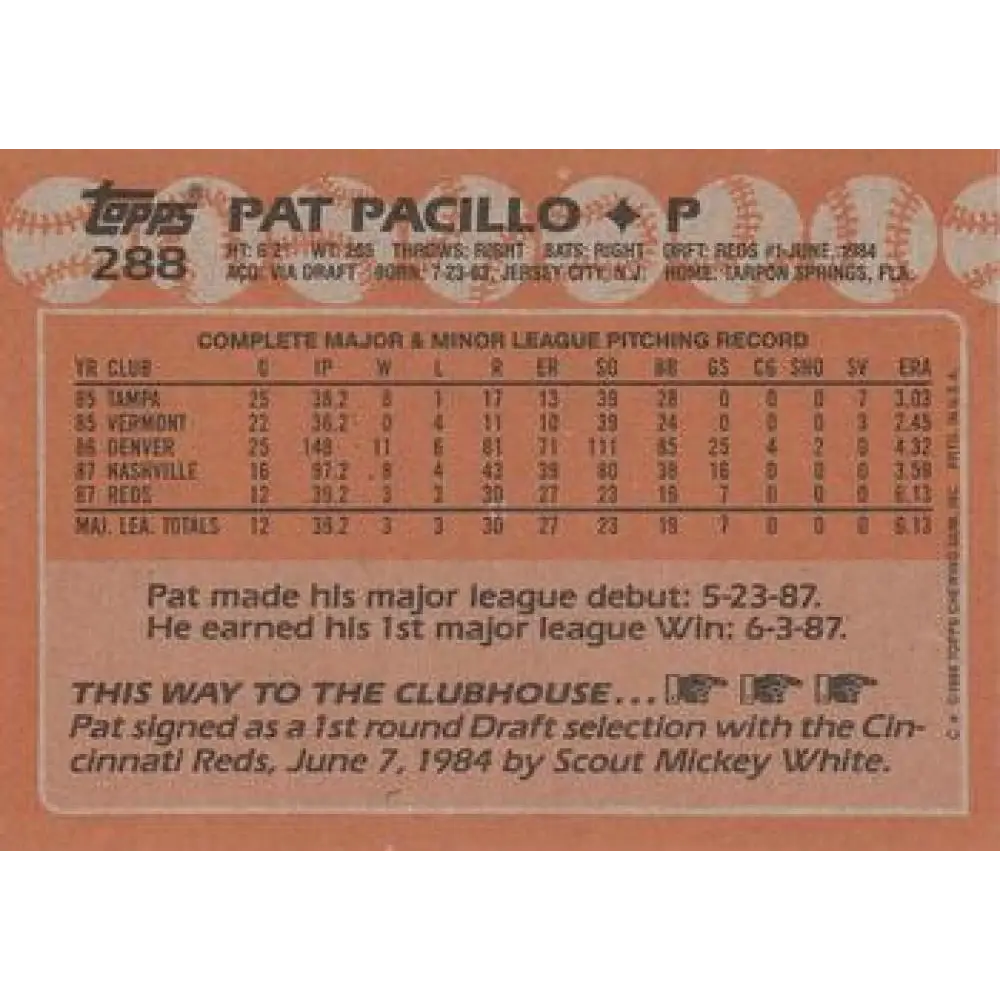 topps® PAT PACILLO ✦ P
288 HT: 6'2" WT: 205 THROWS: RIGHT BATS: RIGHT DRFT: REDS #1-JUNE, 1984
ACQ: VIA DRAFT BORN: 7-23-63, JERSEY CITY, N.J. HOME: TARPON SPRINGS, FLA.
COMPLETE MAJOR & MINOR LEAGUE PITCHING RECORD
YR CLUB G IP W L R ER SO BB GS CG SHO SV ERA
85 TAMPA 25 38.2 8 1 17 13 39 28 0 0 0 7 3.03
85 VERMONT 22 36.2 0 4 11 10 39 24 0 0 0 3 2.45
86 DENVER 25 148 11 6 81 71 111 85 25 4 2 0 4.32
87 NASHVILLE 16 97.2 8 4 43 39 80 38 16 0 0 0 3.59
87 REDS 12 39.2 3 3 30 27 23 19 7 0 0 0 6.13
MAJ. LEA. TOTALS 12 39.2 3 3 30 27 23 19 7 0 0 0 6.13
Pat made his major league debut: 5-23-87.
He earned his 1st major league Win: 6-3-87.
THIS WAY TO THE CLUBHOUSE...
Pat signed as a 1st round Draft selection with the Cin-
cinnati Reds, June 7, 1984 by Scout Mickey White.
© 1988 TOPPS CHEWING GUM, INC. PRTD. IN U.S.A.